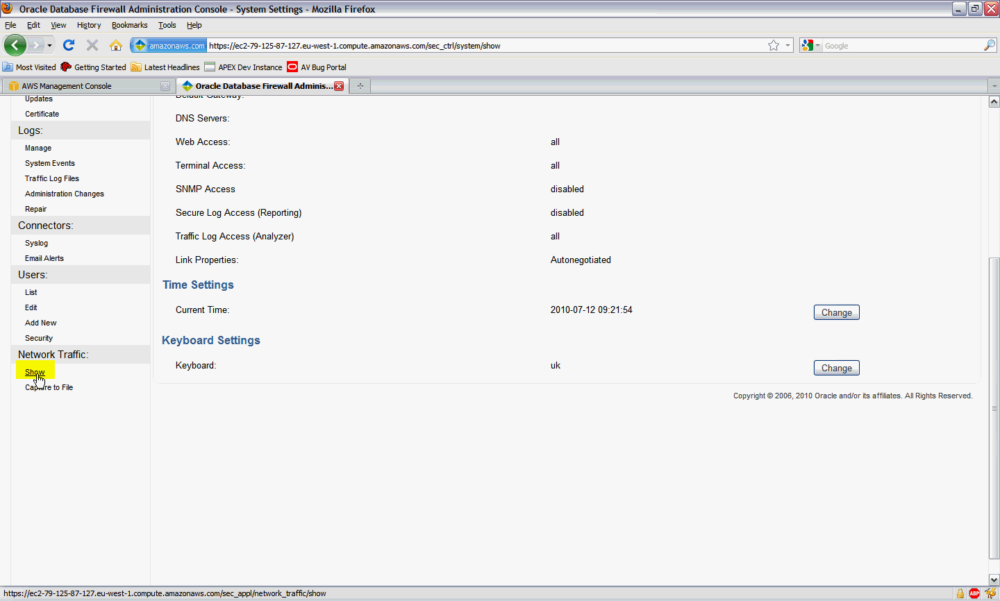 Oracle Database Firewall Administration Console - System Settings - Mozilla Firefox
File Edit View History Bookmarks Tools Help
amazonaws.com https://ec2-79-125-87-127.eu-west-1.compute.amazonaws.com/sec_ctrl/system/show Google
Most Visited Getting Started Latest Headlines APEX Dev Instance AV Bug Portal
AWS Management Console Oracle Database Firewall Adminis...
Default Gateway:
Updates
Certificate
DNS Servers:
Logs:
Web Access: all
Manage
System Events
Terminal Access: all
Traffic Log Files
SNMP Access disabled
Administration Changes
Repair
Secure Log Access (Reporting) disabled
Connectors:
Traffic Log Access (Analyzer) all
Syslog
Email Alerts
Link Properties: Autonegotiated
Users:
Time Settings
List
Edit
Current Time: 2010-07-12 09:21:54 Change
Add New
Security
Keyboard Settings
Network Traffic:
Keyboard: uk Change
Show
Capture to File
Copyright © 2006, 2010 Oracle and/or its affiliates. All Rights Reserved.
https://ec2-79-125-87-127.eu-west-1.compute.amazonaws.com/sec_appl/network_traffic/show
ABP